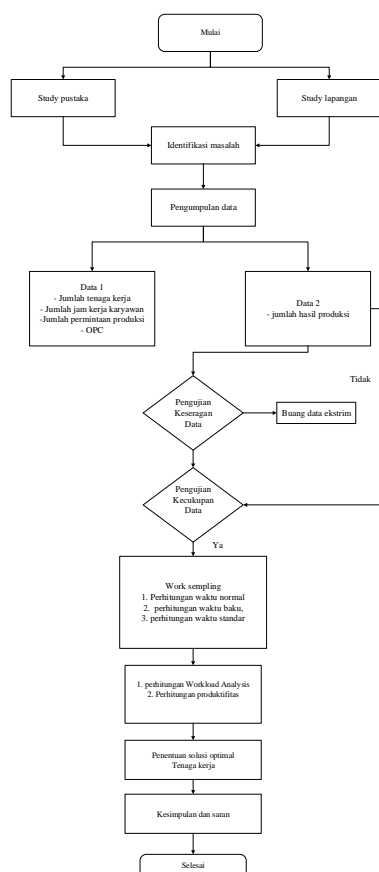 Mulai
Study pustaka
Study lapangan
Identifikasi masalah
Pengumpulan data
Data 1
- Jumlah tenaga kerja
- Jumlah jam kerja karyawan
-Jumlah permintaan produksi
- OPC
Data 2
- jumlah hasil produksi
Tidak
Pengujian
Keseragan
Data
Buang data ekstrim
Pengujian
Kecukupan
Data
Ya
Work sempling
1. Perhitungan waktu normal
2. perhitungan waktu baku,
3. perhitungan waktu standar
1. perhitungan Workload Analysis
2. Perhitungan produktifitas
Penentuan solusi optimal
Tenaga kerja
Kesimpulan dan saran
Selesai